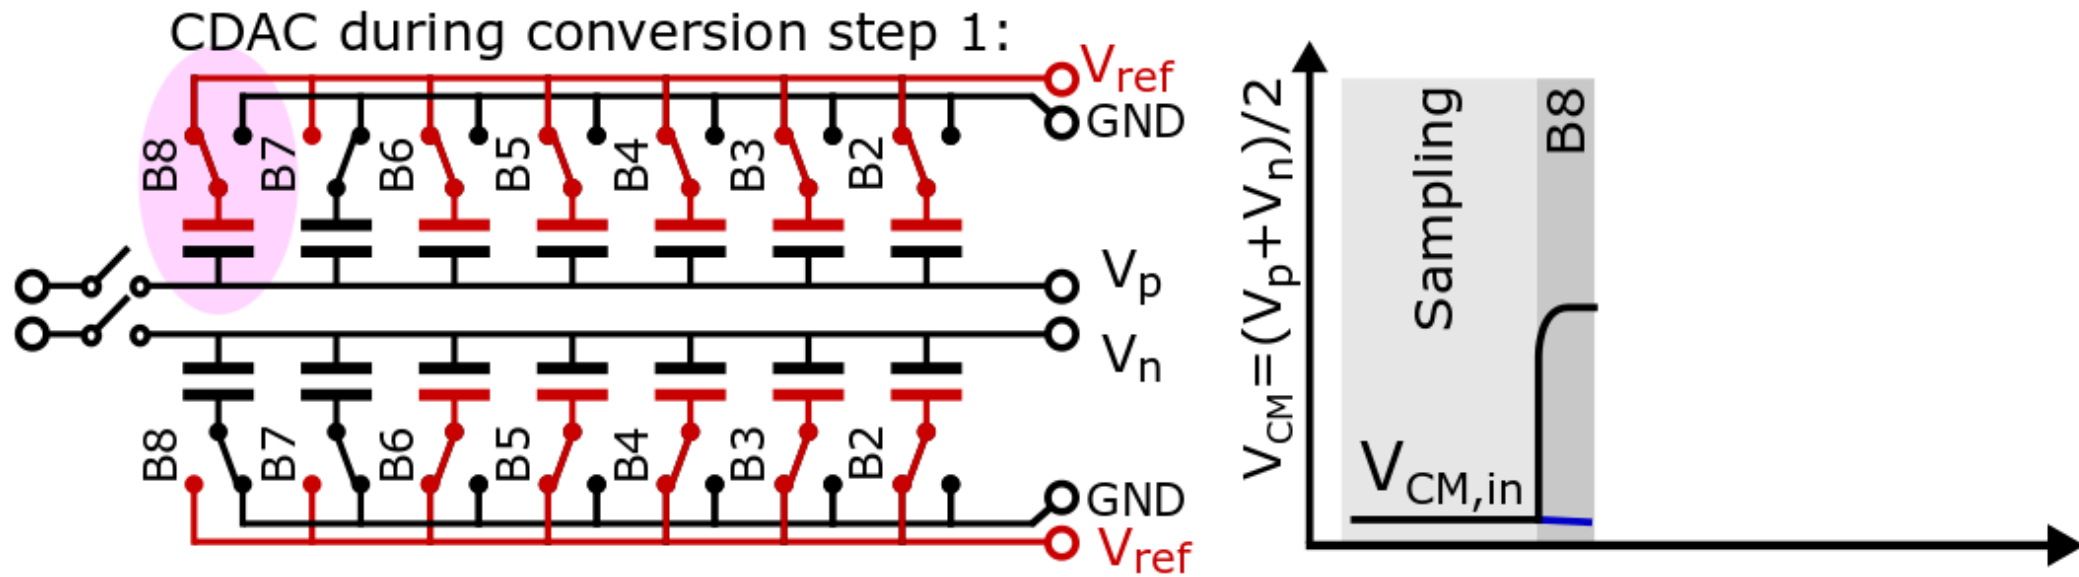 CDAC during conversion step 1:
Vref
GND
B8
B7
B6
B5
B4
B3
B2
Vp
Vn
B8
B7
B6
B5
B4
B3
B2
GND
Vref
VCM=(Vp+Vn)/2
Sampling
B8
VCM,in